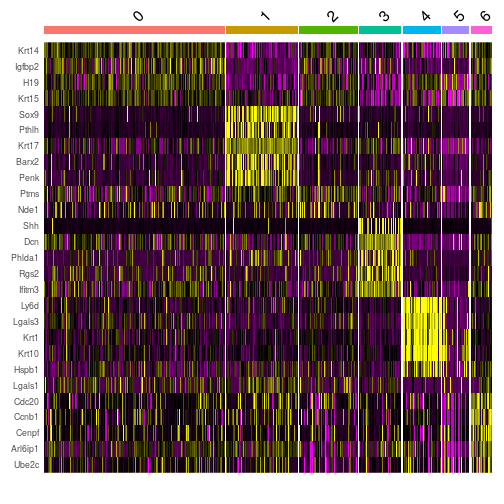 0 1 2 3 4 5 6
Krt14
Igfbp2
H19
Krt15
Sox9
Pthlh
Krt17
Barx2
Penk
Ptms
Nde1
Shh
Dcn
Phlda1
Rgs2
Ifitm3
Ly6d
Lgals3
Krt1
Krt10
Hspb1
Lgals1
Cdc20
Ccnb1
Cenpf
Arl6ip1
Ube2c